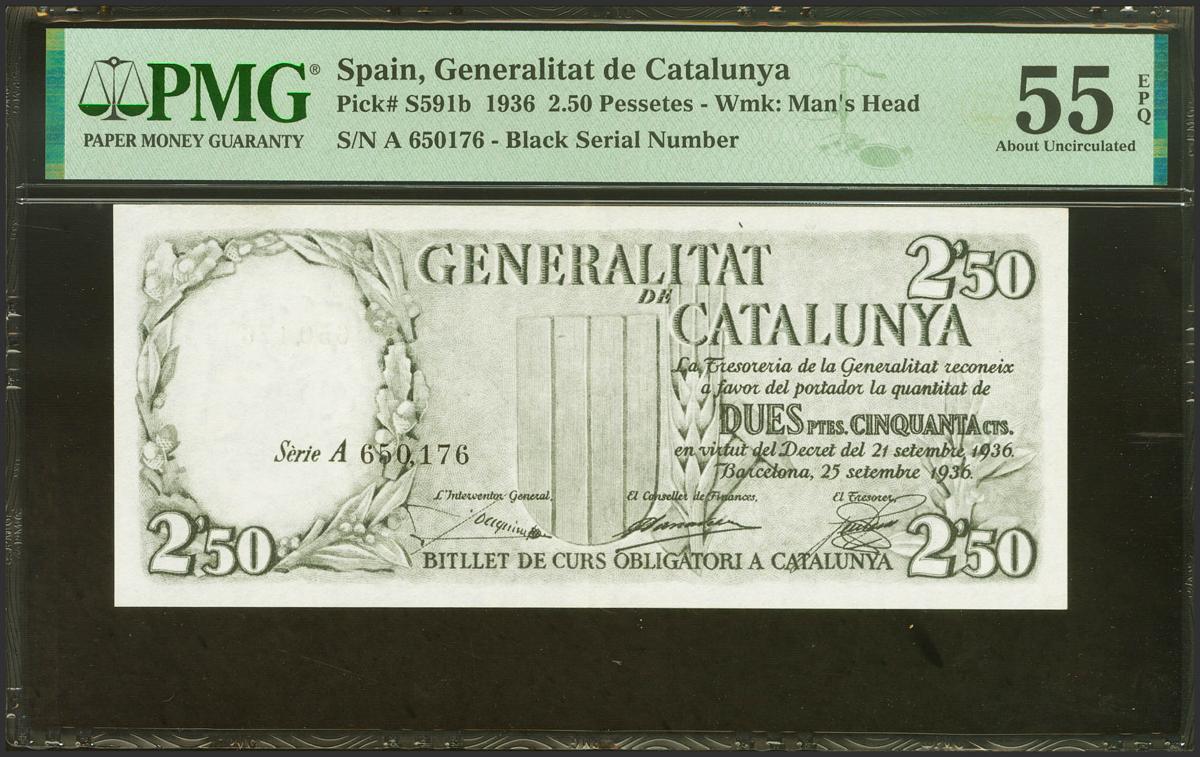 PMG®
PAPER MONEY GUARANTY
Spain, Generalitat de Catalunya
Pick# S591b 1936 2.50 Pessetes - Wmk: Man's Head
S/N A 650176 - Black Serial Number
55
EPQ
About Uncirculated
GENERALITAT
DE
CATALUNYA
2'50
La Tresoreria de la Generalitat reconeix
a favor del portador la quantitat de
DUES PTES. CINQUANTA CTS.
en virtut del Decret del 21 setembre 1936.
Barcelona, 25 setembre 1936.
Sèrie A 650,176
L'Interventor General,
El Conseller de Finances,
El Tresorer,
2'50
BITLLET DE CURS OBLIGATORI A CATALUNYA
2'50